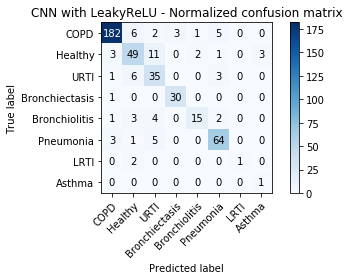 CNN with LeakyReLU - Normalized confusion matrix
True label
COPD 182 6 2 3 1 5 0 0
Healthy 3 49 11 0 2 1 0 3
URTI 1 6 35 0 0 3 0 0
Bronchiectasis 1 0 0 30 0 0 0 0
Bronchiolitis 1 3 4 0 15 2 0 0
Pneumonia 3 1 5 0 0 64 0 0
LRTI 0 2 0 0 0 0 1 0
Asthma 0 0 0 0 0 0 0 1
COPD
Healthy
URTI
Bronchiectasis
Bronchiolitis
Pneumonia
LRTI
Asthma
Predicted label
175
150
125
100
75
50
25
0